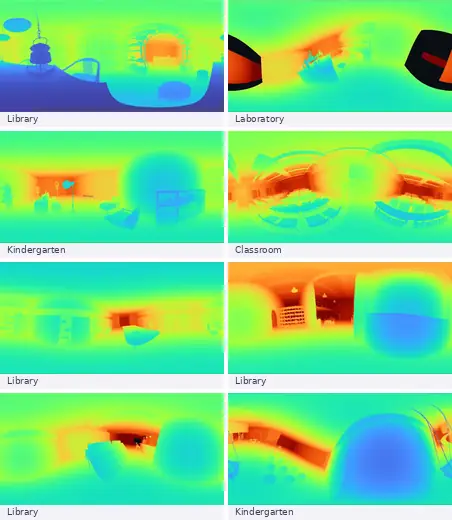 Library
Laboratory
Kindergarten
Classroom
Library
Library
Library
Kindergarten